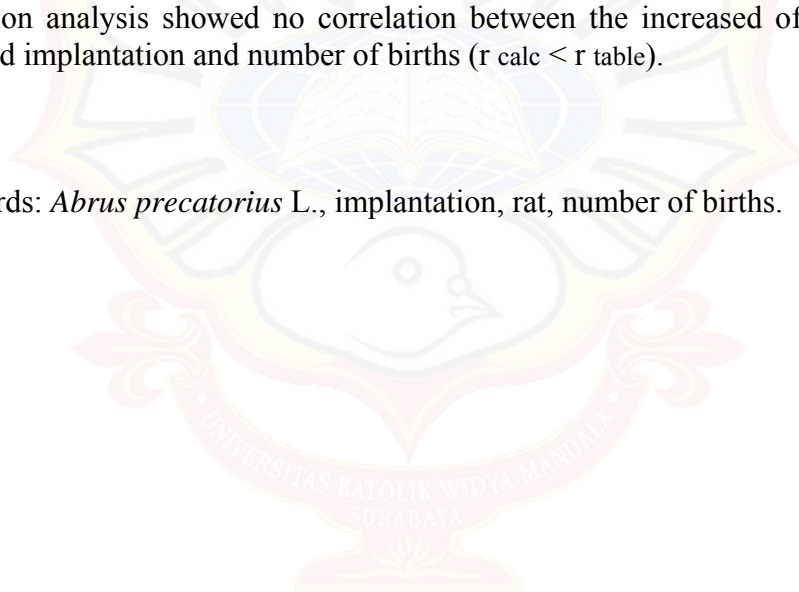 on analysis showed no correlation between the increased of
d implantation and number of births (r calc < r table).
rds: Abrus precatorius L., implantation, rat, number of births.
UNIVERSITAS KATOLIK WIDYA MANDALA
SURABAYA